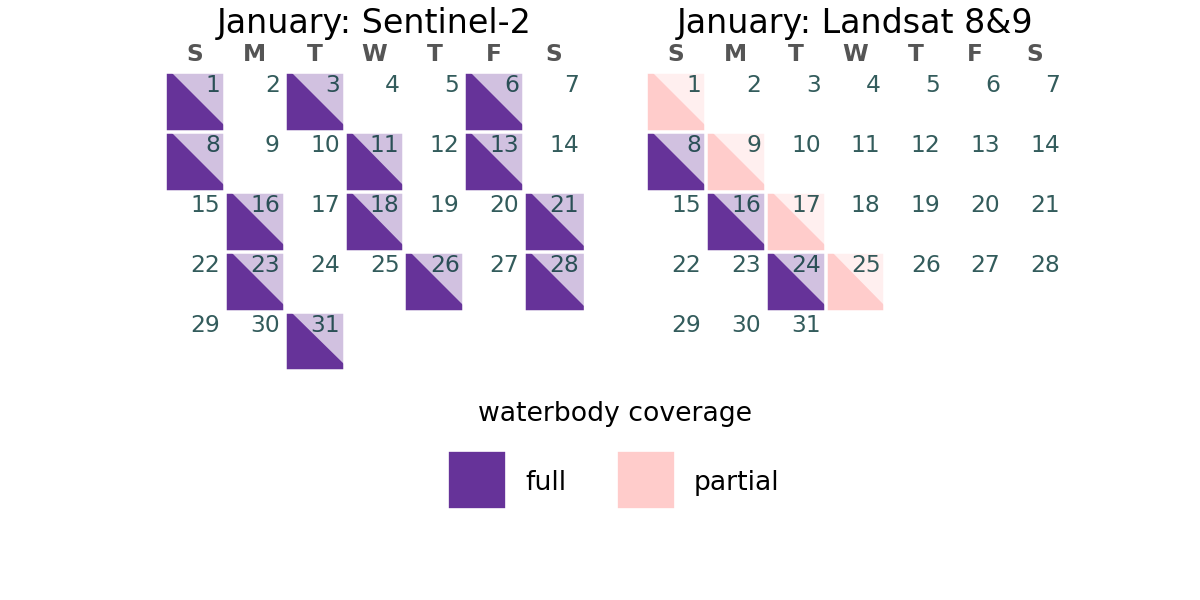 January: Sentinel-2
S M T W T F S
1 2 3 4 5 6 7
8 9 10 11 12 13 14
15 16 17 18 19 20 21
22 23 24 25 26 27 28
29 30 31
January: Landsat 8&9
S M T W T F S
1 2 3 4 5 6 7
8 9 10 11 12 13 14
15 16 17 18 19 20 21
22 23 24 25 26 27 28
29 30 31
waterbody coverage
full
partial